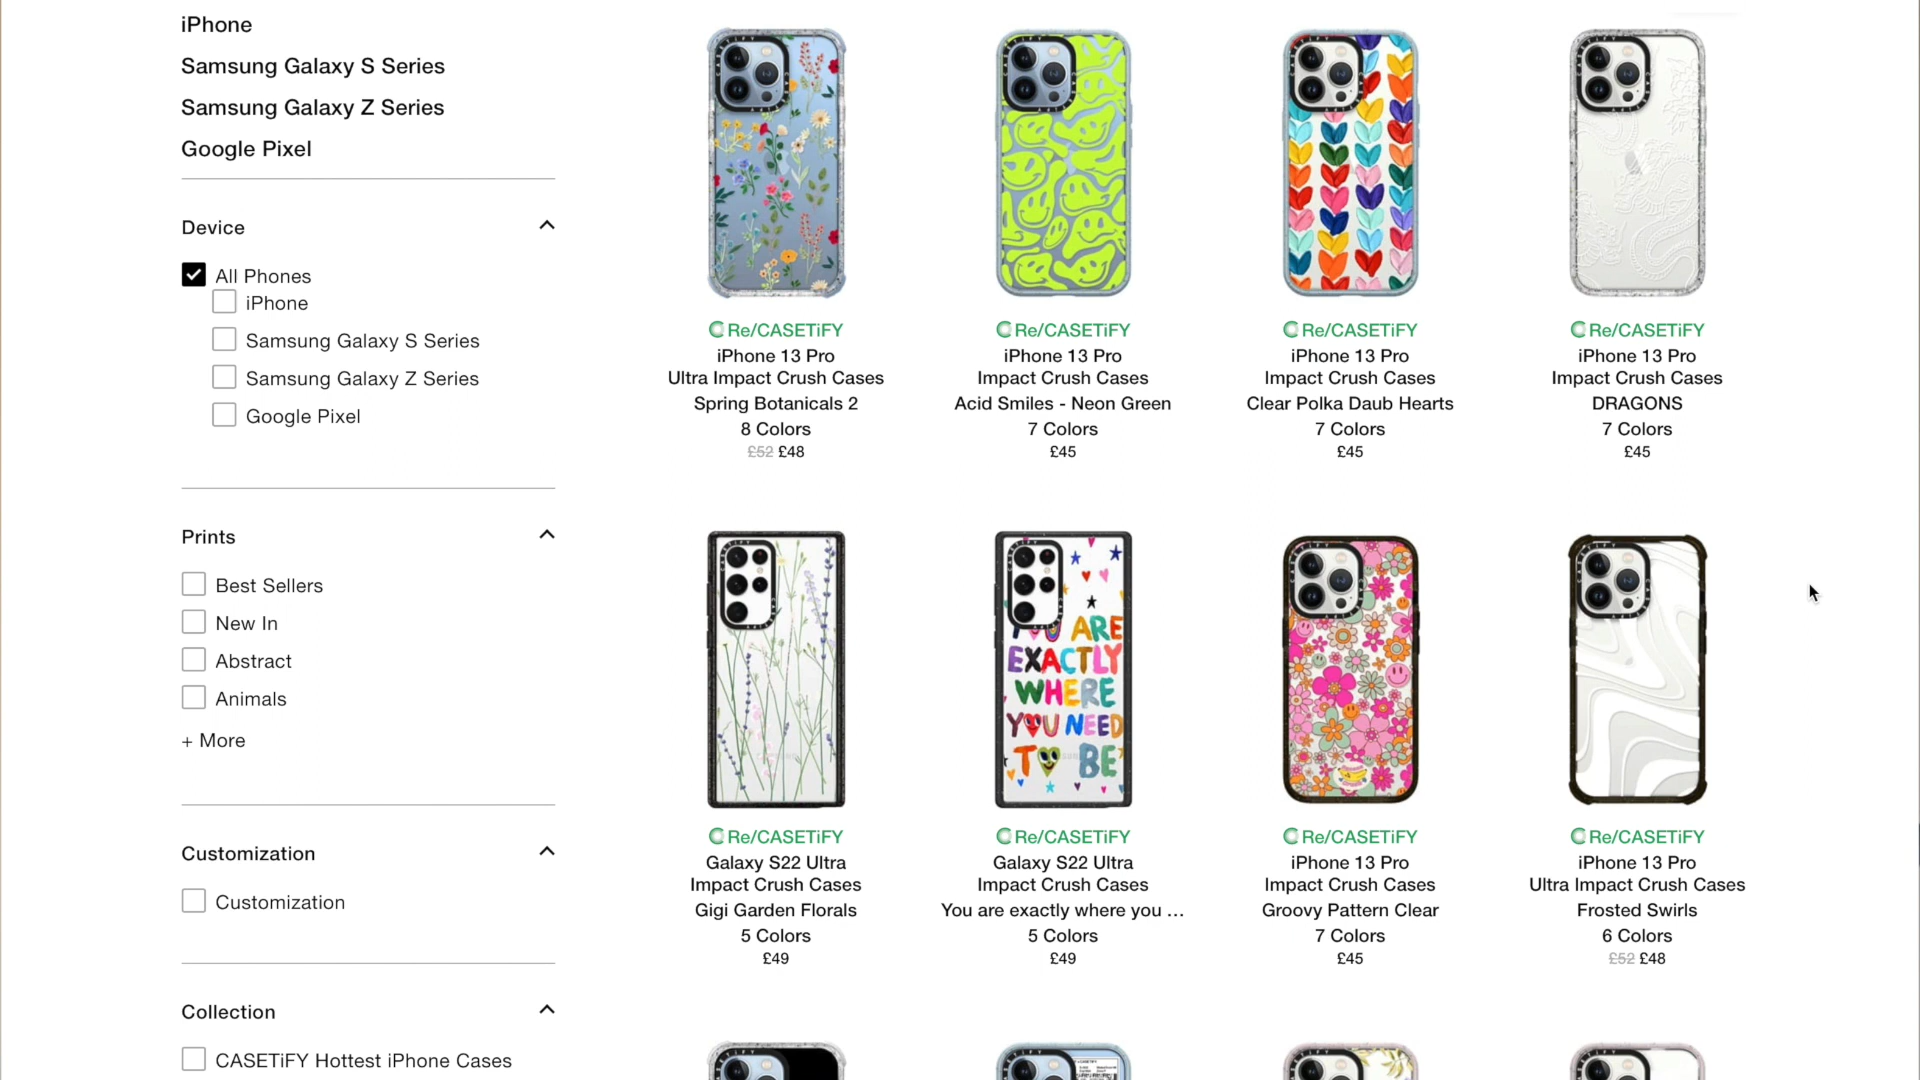 iPhone
Samsung Galaxy S Series
Samsung Galaxy Z Series
Google Pixel
Device
All Phones
iPhone
Samsung Galaxy S Series
Samsung Galaxy Z Series
Google Pixel
Prints
Best Sellers
New In
Abstract
Animals
+ More
Customization
Customization
Collection
CASETiFY Hottest iPhone Cases
Re/CASETiFY
iPhone 13 Pro
Ultra Impact Crush Cases
Spring Botanicals 2
8 Colors
£52 £48
Re/CASETiFY
iPhone 13 Pro
Impact Crush Cases
Acid Smiles - Neon Green
7 Colors
£45
Re/CASETiFY
iPhone 13 Pro
Impact Crush Cases
Clear Polka Daub Hearts
7 Colors
£45
Re/CASETiFY
iPhone 13 Pro
Impact Crush Cases
DRAGONS
7 Colors
£45
Re/CASETiFY
Galaxy S22 Ultra
Impact Crush Cases
Gigi Garden Florals
5 Colors
£49
YOU ARE
EXACTLY
WHERE
YOU NEED
TO BE
Re/CASETiFY
Galaxy S22 Ultra
Impact Crush Cases
You are exactly where you ...
5 Colors
£49
Re/CASETiFY
iPhone 13 Pro
Impact Crush Cases
Groovy Pattern Clear
7 Colors
£45
Re/CASETiFY
iPhone 13 Pro
Ultra Impact Crush Cases
Frosted Swirls
6 Colors
£52 £48